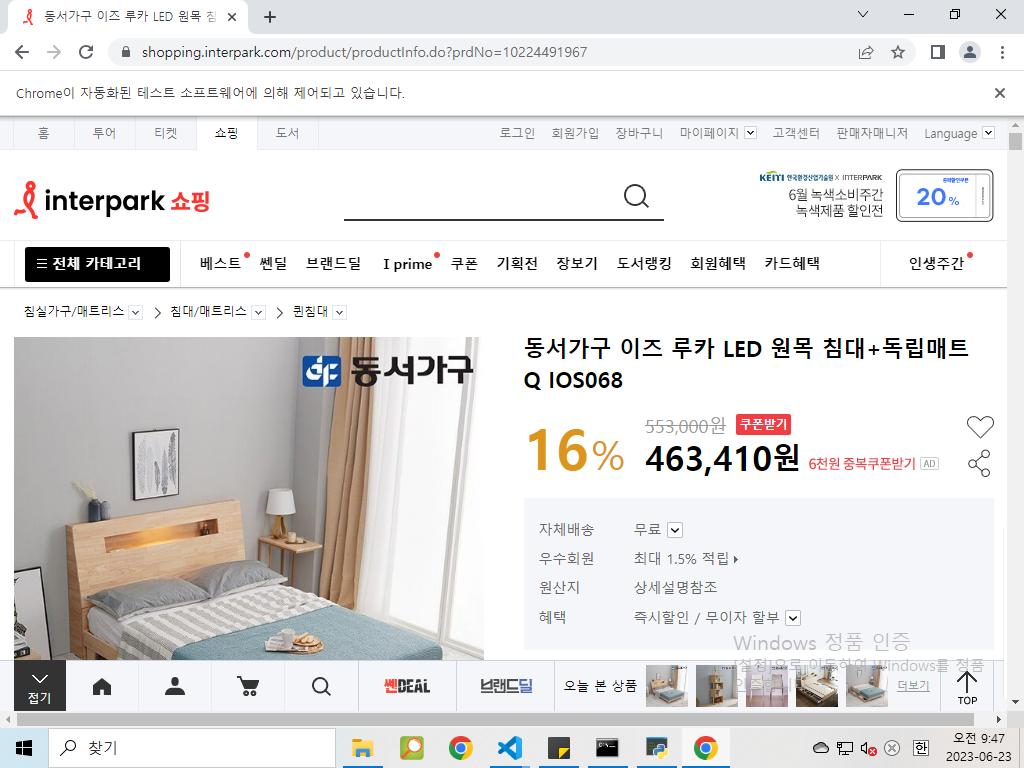 동서가구 이즈 루카 LED 원목 침
shopping.interpark.com/product/productInfo.do?prdNo=10224491967
Chrome이 자동화된 테스트 소프트웨어에 의해 제어되고 있습니다.
홈 투어 티켓 쇼핑 도서 로그인 회원가입 장바구니 마이페이지 고객센터 판매자매니저 Language
interpark 쇼핑
KEITI 한국환경산업기술원 X INTERPARK
6월 녹색소비주간
녹색제품 할인전
중복할인쿠폰
20%
전체 카테고리 베스트 쎈딜 브랜드딜 I prime 쿠폰 기획전 장보기 도서랭킹 회원혜택 카드혜택 인생주간
침실가구/매트리스 침대/매트리스 퀸침대
동서가구
동서가구 이즈 루카 LED 원목 침대+독립매트
Q IOS068
16% 553,000원 쿠폰받기
463,410원 6천원 중복쿠폰받기 AD
자체배송 무료
우수회원 최대 1.5% 적립
원산지 상세설명참조
혜택 즉시할인 / 무이자 할부
Windows 정품 인증
[설정]으로 이동하여 Windows를 정품
접기 쎈DEAL 브랜드딜 오늘 본 상품 더보기 TOP
찾기
오전 9:47
2023-06-23
한